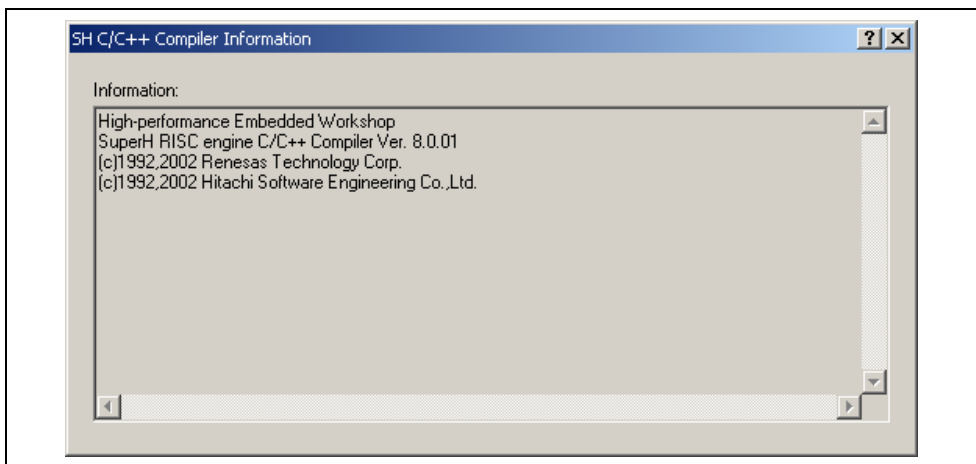 SH C/C++ Compiler Information
Information:
High-performance Embedded Workshop
SuperH RISC engine C/C++ Compiler Ver. 8.0.01
(c)1992,2002 Renesas Technology Corp.
(c)1992,2002 Hitachi Software Engineering Co.,Ltd.